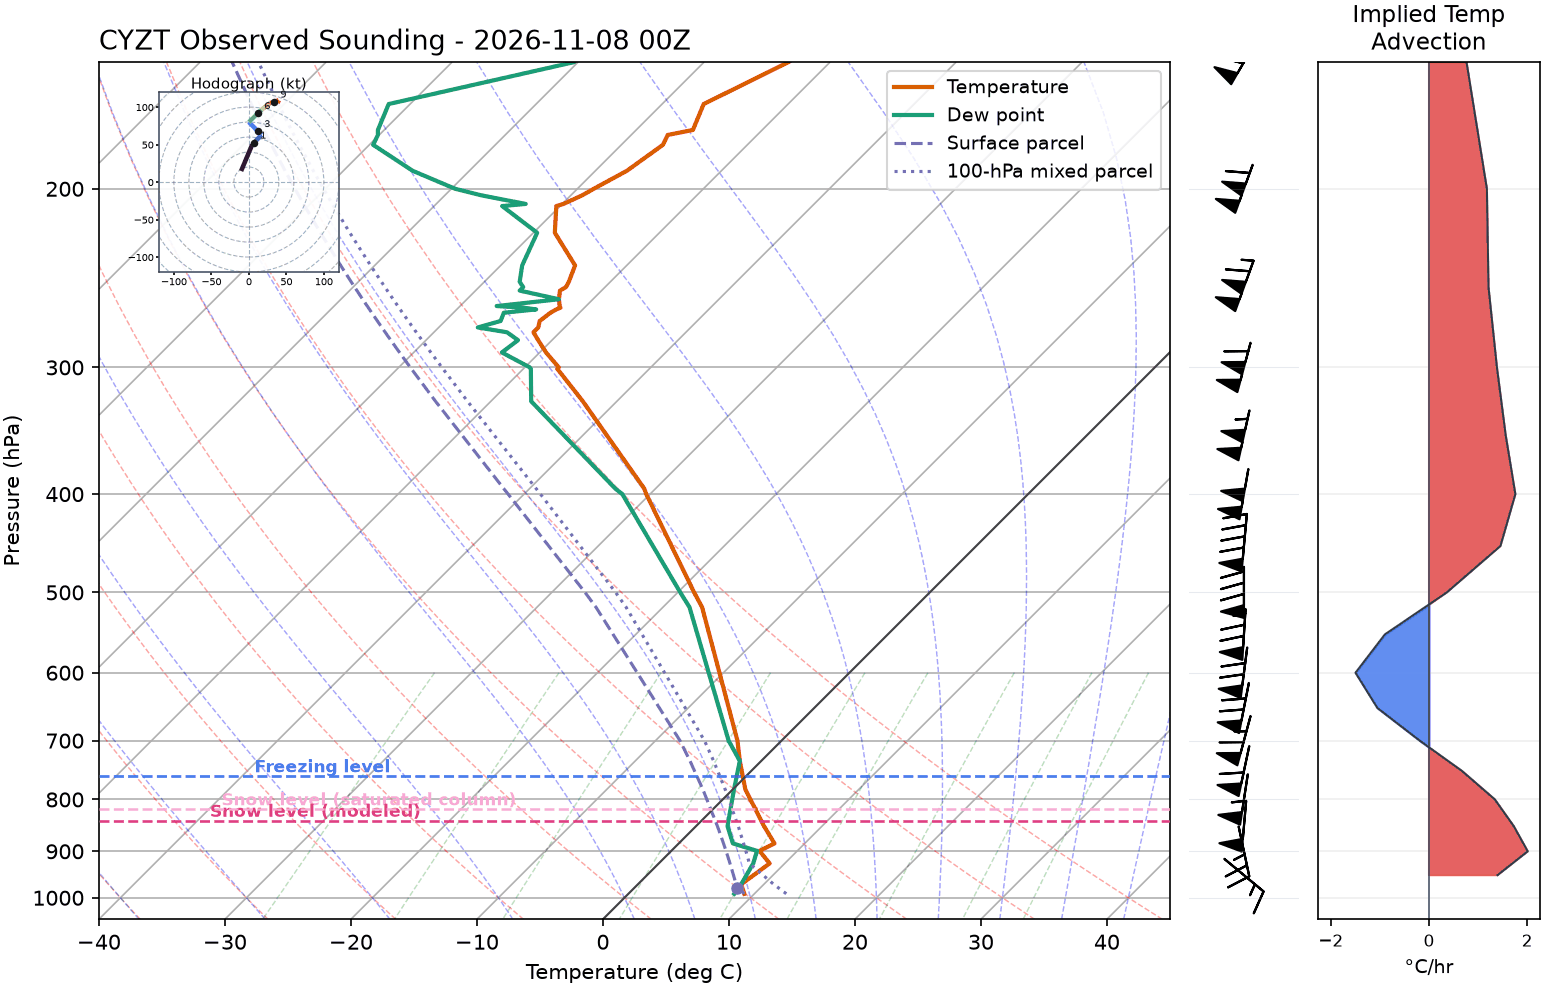 CYZT Observed Sounding - 2026-11-08 00Z
Implied Temp
Advection
Hodograph (kt)
100
50
0
−50
−100
−100
−50
0
50
100
3
6
9
Temperature
Dew point
Surface parcel
100-hPa mixed parcel
Pressure (hPa)
200
300
400
500
600
700
800
900
1000
Freezing level
Snow level (saturated column)
Snow level (modeled)
−40
−30
−20
−10
0
10
20
30
40
Temperature (deg C)
−2
0
2
°C/hr